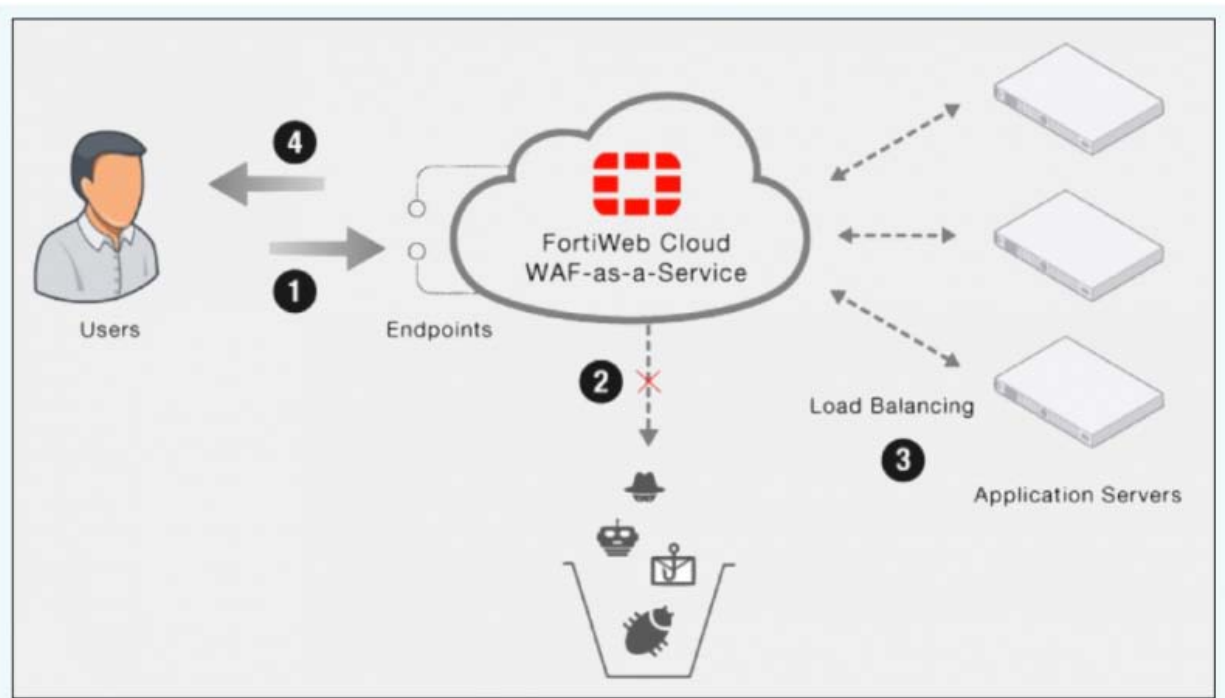 4
FortiWeb Cloud
WAF-as-a-Service
1
Users
Endpoints
2
Load Balancing
3
Application Servers